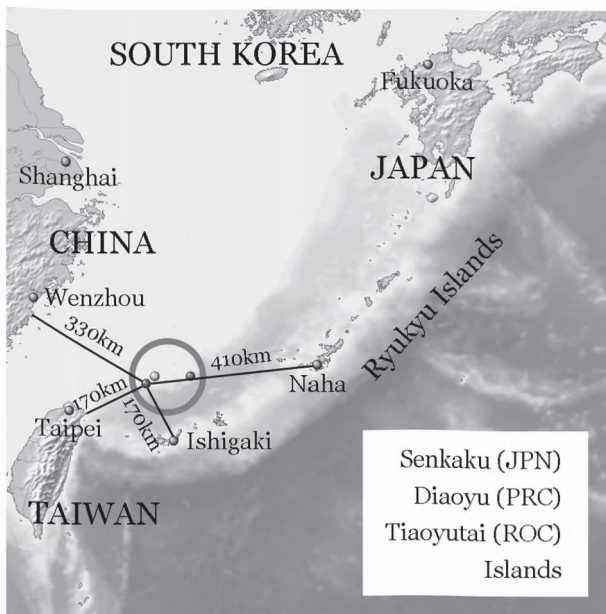 SOUTH KOREA
Fukuoka
JAPAN
Shanghai
CHINA
Wenzhou
Ryukyu Islands
330km
410km
Naha
170km
Taipei
170km
Ishigaki
TAIWAN
Senkaku (JPN)
Diaoyu (PRC)
Tiaoyutai (ROC)
Islands